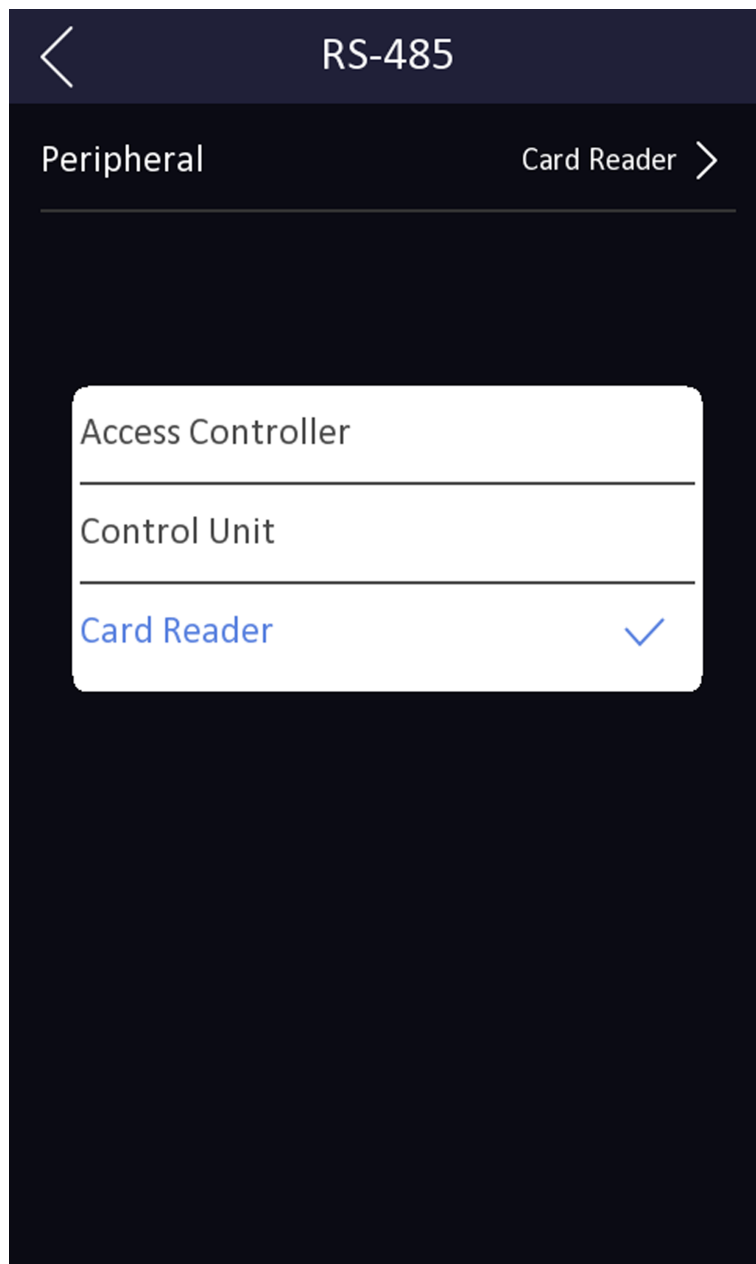 RS-485
Peripheral Card Reader
Access Controller
Control Unit
Card Reader